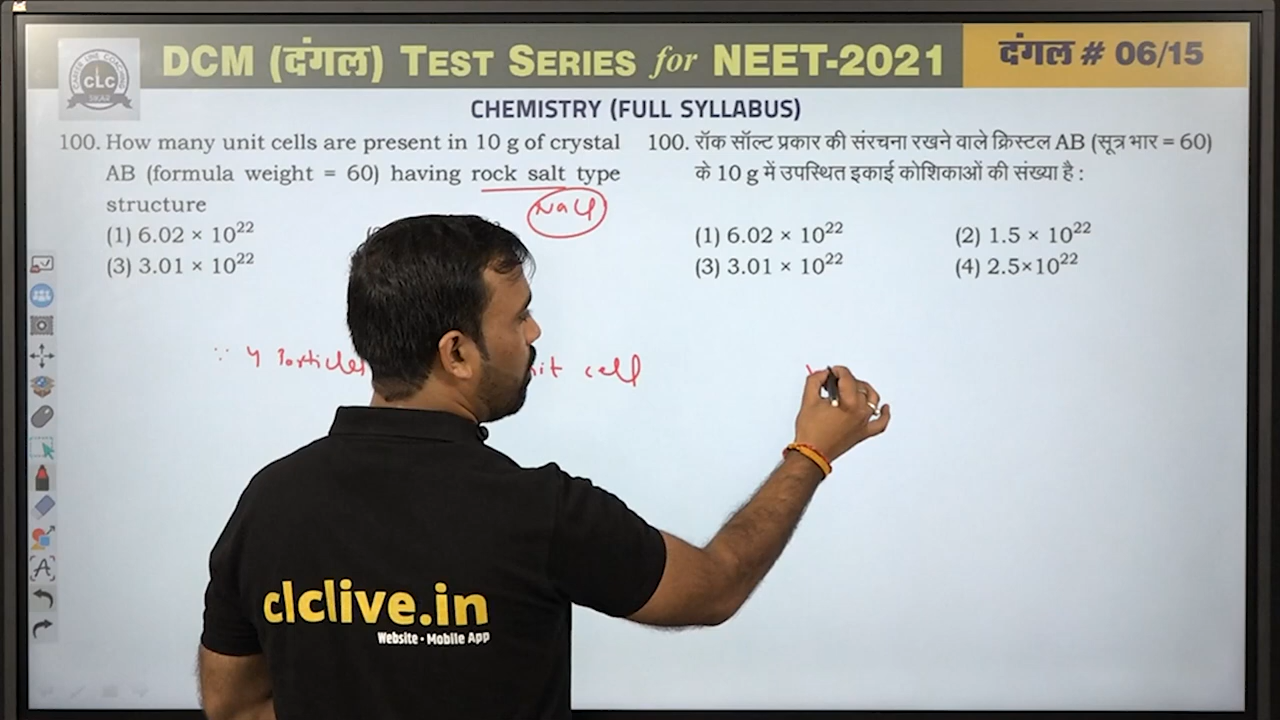 DCM (दंगल) TEST SERIES for NEET-2021
दंगल # 06/15
CLC
SIKAR
CHEMISTRY (FULL SYLLABUS)
100. How many unit cells are present in 10 g of crystal
AB (formula weight = 60) having rock salt type
structure
NaCl
(1) 6.02 × 10²²
(3) 3.01 × 10²²
100. रॉक सॉल्ट प्रकार की संरचना रखने वाले क्रिस्टल AB (सूत्र भार = 60)
के 10 g में उपस्थित इकाई कोशिकाओं की संख्या है :
(1) 6.02 × 10²² (2) 1.5 × 10²²
(3) 3.01 × 10²² (4) 2.5×10²²
∵ 4 Particles
cell
clclive.in
Website • Mobile App